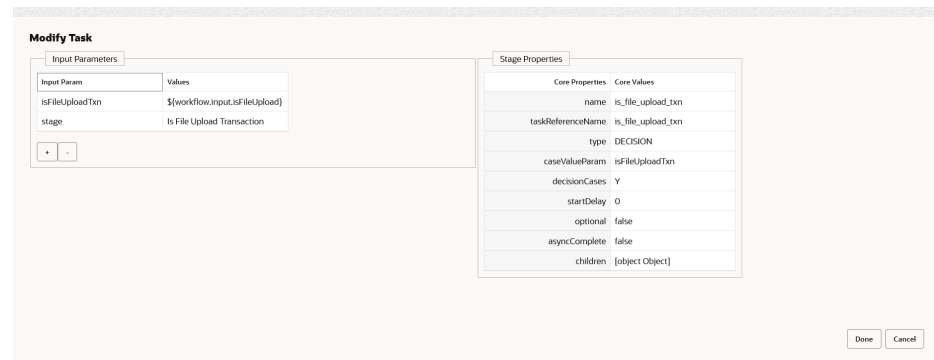 Modify Task
Input Parameters
Input Param Values
isFileUploadTxn ${workflow.input.isFileUpload}
stage Is File Upload Transaction
+ -
Stage Properties
Core Properties Core Values
name is_file_upload_txn
taskReferenceName is_file_upload_txn
type DECISION
caseValueParam isFileUploadTxn
decisionCases Y
startDelay 0
optional false
asyncComplete false
children [object Object]
Done Cancel